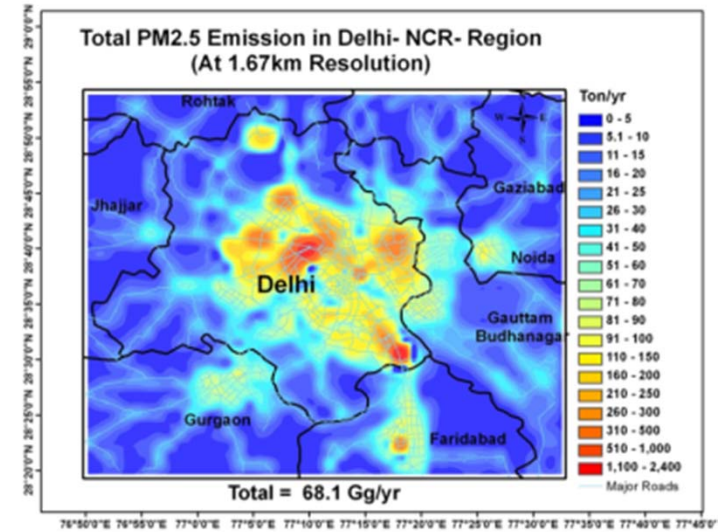 Total PM2.5 Emission in Delhi- NCR- Region
(At 1.67km Resolution)
Ton/yr
0 - 5
5.1 - 10
11 - 15
16 - 20
21 - 25
26 - 30
31 - 40
41 - 50
51 - 60
61 - 70
71 - 80
81 - 90
91 - 100
110 - 150
160 - 200
210 - 250
260 - 300
310 - 500
510 - 1,000
1,100 - 2,400
Major Roads
Rohtak
W E
S
Gaziabad
Jhajjar
Noida
Delhi
Gauttam
Budhanagar
Gurgaon
Faridabad
Total = 68.1 Gg/yr
76°50'0"E 76°55'0"E 77°0'0"E 77°5'0"E 77°10'0"E 77°15'0"E 77°20'0"E 77°25'0"E 77°30'0"E 77°35'0"E 77°40'0"E 77°45'0"E